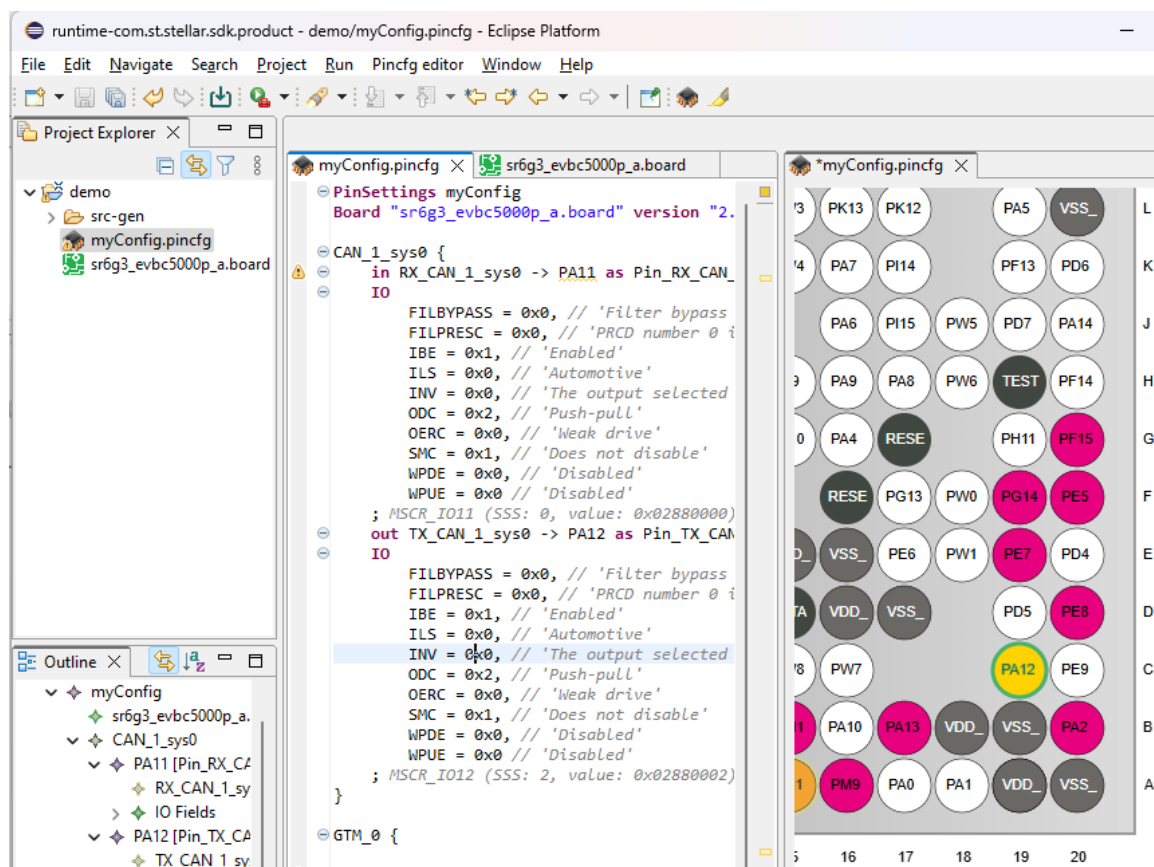 runtime-com.st.stellar.sdk.product - demo/myConfig.pincfg - Eclipse Platform
File Edit Navigate Search Project Run Pincfg editor Window Help
Project Explorer
demo
src-gen
myConfig.pincfg
sr6g3_evbc5000p_a.board
Outline
myConfig
sr6g3_evbc5000p_a.
CAN_1_sys0
PA11 [Pin_RX_CA
RX_CAN_1_sy
IO Fields
PA12 [Pin_TX_CA
TX_CAN_1_sy
myConfig.pincfg sr6g3_evbc5000p_a.board
PinSettings myConfig
Board "sr6g3_evbc5000p_a.board" version "2.
CAN_1_sys0 {
in RX_CAN_1_sys0 -> PA11 as Pin_RX_CAN_
IO
FILBYPASS = 0x0, // 'Filter bypass
FILPRESC = 0x0, // 'PRCD number 0 i
IBE = 0x1, // 'Enabled'
ILS = 0x0, // 'Automotive'
INV = 0x0, // 'The output selected
ODC = 0x2, // 'Push-pull'
OERC = 0x0, // 'Weak drive'
SMC = 0x1, // 'Does not disable'
WPDE = 0x0, // 'Disabled'
WPUE = 0x0 // 'Disabled'
; MSCR_IO11 (SSS: 0, value: 0x02880000)
out TX_CAN_1_sys0 -> PA12 as Pin_TX_CAN
IO
FILBYPASS = 0x0, // 'Filter bypass
FILPRESC = 0x0, // 'PRCD number 0 i
IBE = 0x1, // 'Enabled'
ILS = 0x0, // 'Automotive'
INV = 0x0, // 'The output selected
ODC = 0x2, // 'Push-pull'
OERC = 0x0, // 'Weak drive'
SMC = 0x1, // 'Does not disable'
WPDE = 0x0, // 'Disabled'
WPUE = 0x0 // 'Disabled'
; MSCR_IO12 (SSS: 2, value: 0x02880002)
}
GTM_0 {
*myConfig.pincfg
PK13 PK12 PA5 VSS_ L
PA7 PI14 PF13 PD6 K
PA6 PI15 PW5 PD7 PA14 J
PA9 PA8 PW6 TEST PF14 H
PA4 RESE PH11 PF15 G
RESE PG13 PW0 PG14 PE5 F
VSS_ PE6 PW1 PE7 PD4 E
VDD_ VSS_ PD5 PE8 D
PW7 PA12 PE9 C
PA10 PA13 VDD_ VSS_ PA2 B
PM9 PA0 PA1 VDD_ VSS_ A
16 17 18 19 20